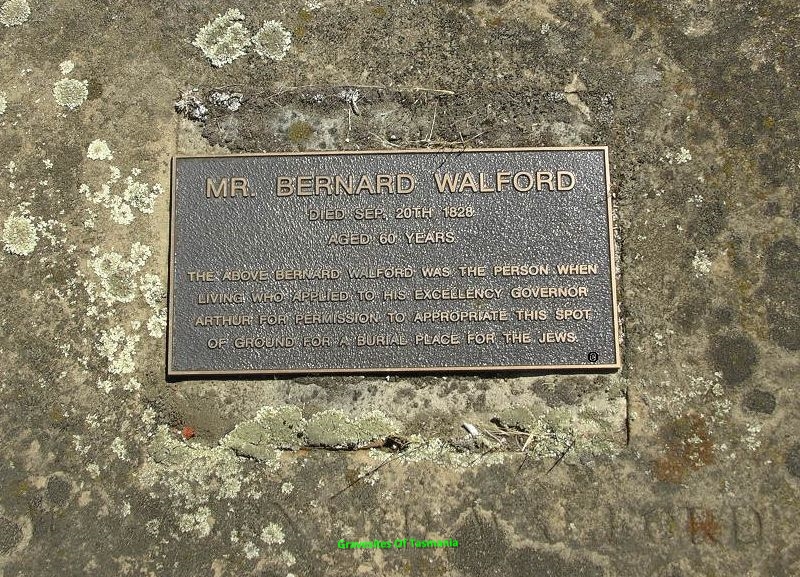 MR. BERNARD WALFORD
DIED SEP, 20TH 1828
AGED 60 YEARS
THE ABOVE BERNARD WALFORD WAS THE PERSON WHEN
LIVING WHO APPLIED TO HIS EXCELLENCY GOVERNOR
ARTHUR FOR PERMISSION TO APPROPRIATE THIS SPOT
OF GROUND FOR A BURIAL PLACE FOR THE JEWS.
Gravesites Of Tasmania